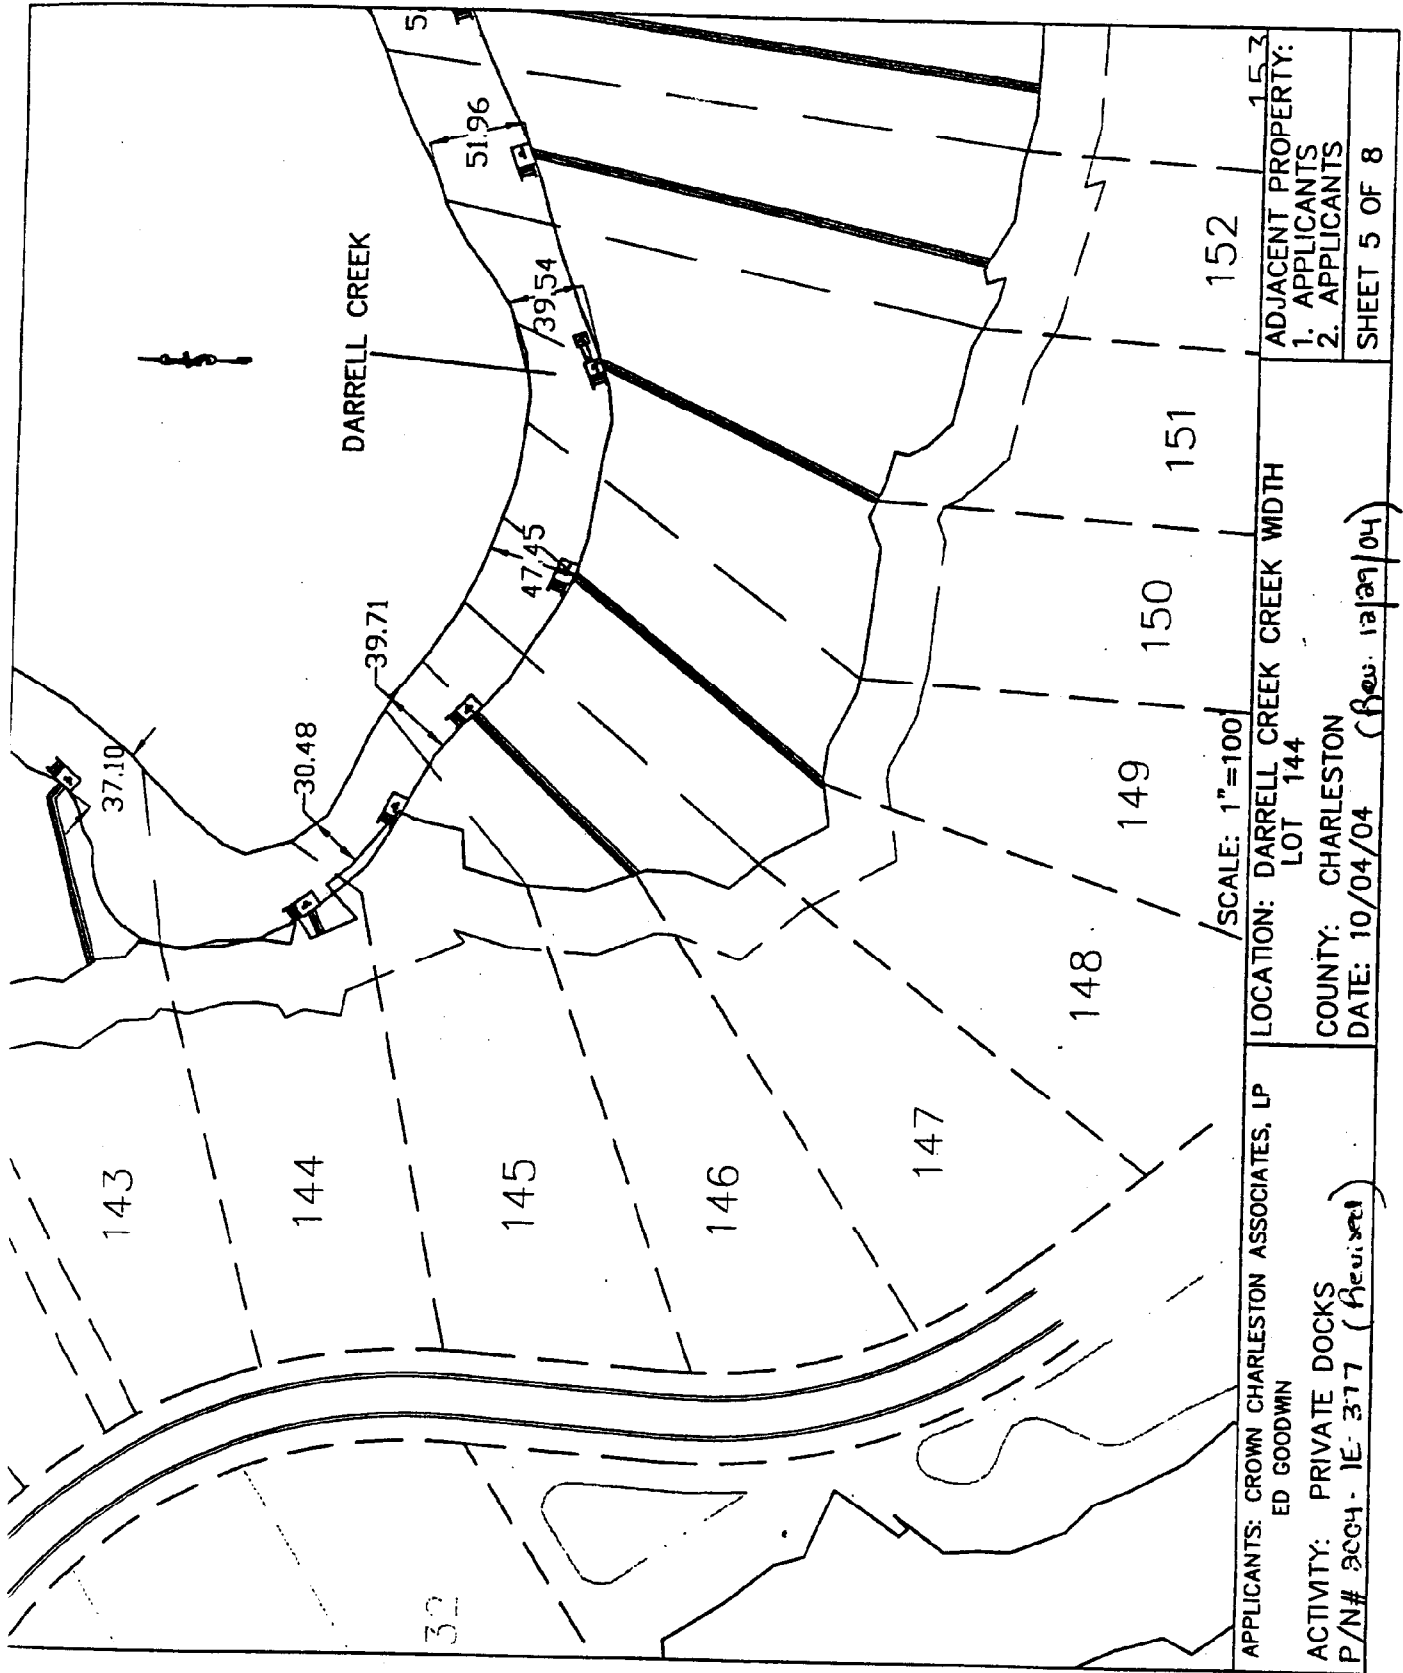 DARRELL CREEK
37.10
30.48
39.71
47.45
39.54
51.96
5
143
144
145
146
147
148
149
150
151
152
153
32
SCALE: 1"=100'
APPLICANTS: CROWN CHARLESTON ASSOCIATES, LP
ED GOODWIN
ACTIVITY: PRIVATE DOCKS
P/N# 2004-1E-377 (Revised)
LOCATION: DARRELL CREEK CREEK WIDTH
LOT 144
COUNTY: CHARLESTON
DATE: 10/04/04 (Rev. 12/29/04)
ADJACENT PROPERTY:
1. APPLICANTS
2. APPLICANTS
SHEET 5 OF 8